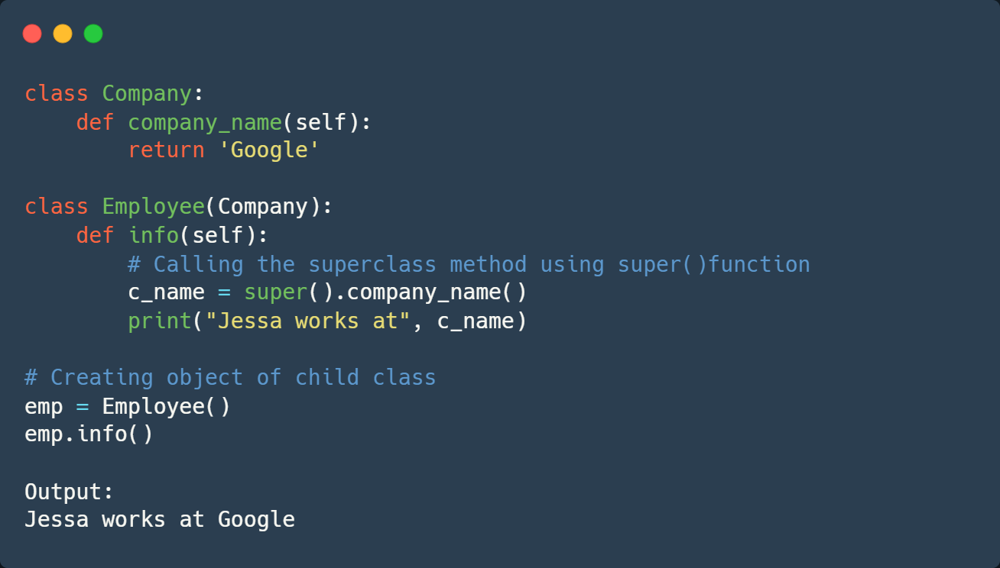 class Company:
    def company_name(self):
        return 'Google'

class Employee(Company):
    def info(self):
        # Calling the superclass method using super()function
        c_name = super().company_name()
        print("Jessa works at", c_name)

# Creating object of child class
emp = Employee()
emp.info()

Output:
Jessa works at Google